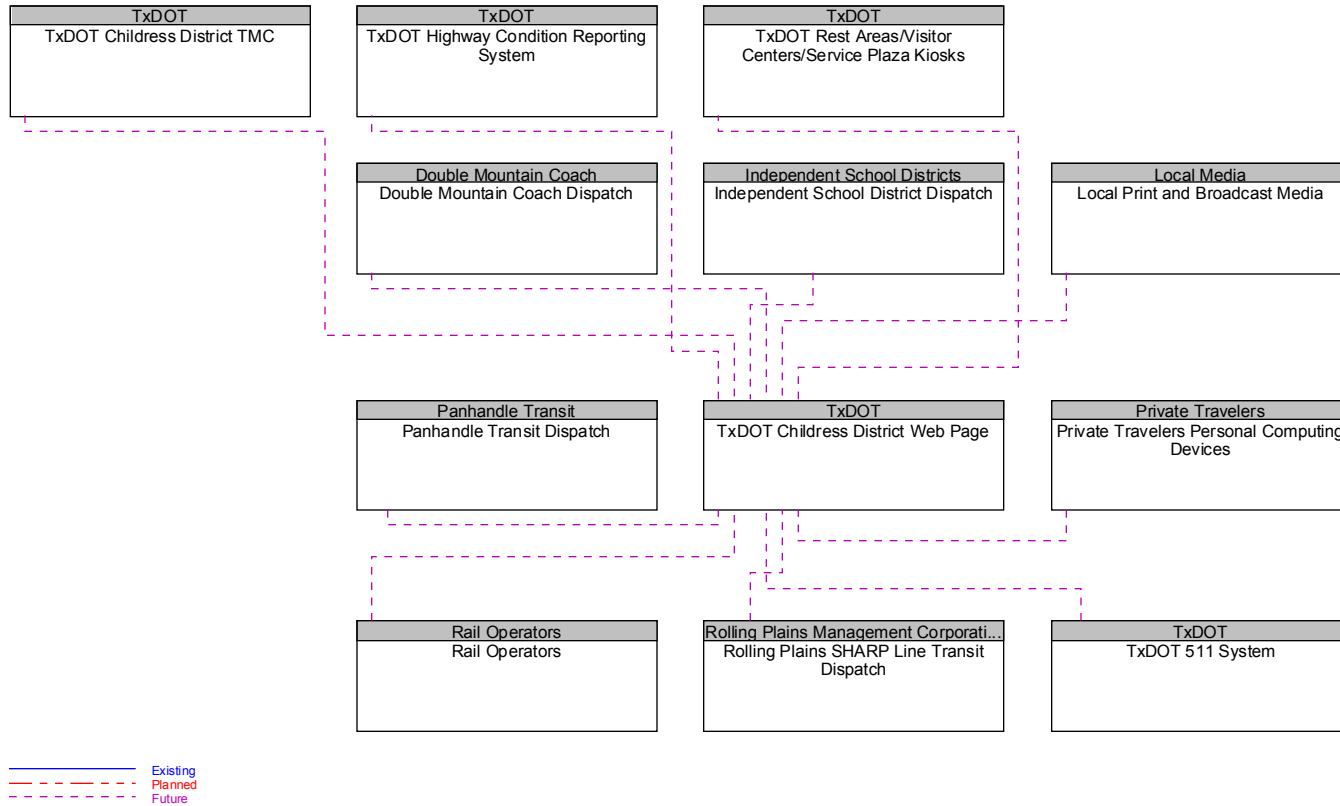 TxDOT
TxDOT Childress District TMC
TxDOT
TxDOT Highway Condition Reporting
System
TxDOT
TxDOT Rest Areas/Visitor
Centers/Service Plaza Kiosks
Double Mountain Coach
Double Mountain Coach Dispatch
Independent School Districts
Independent School District Dispatch
Local Media
Local Print and Broadcast Media
Panhandle Transit
Panhandle Transit Dispatch
TxDOT
TxDOT Childress District Web Page
Private Travelers
Private Travelers Personal Computing
Devices
Rail Operators
Rail Operators
Rolling Plains Management Corporati...
Rolling Plains SHARP Line Transit
Dispatch
TxDOT
TxDOT 511 System
Existing
Planned
Future